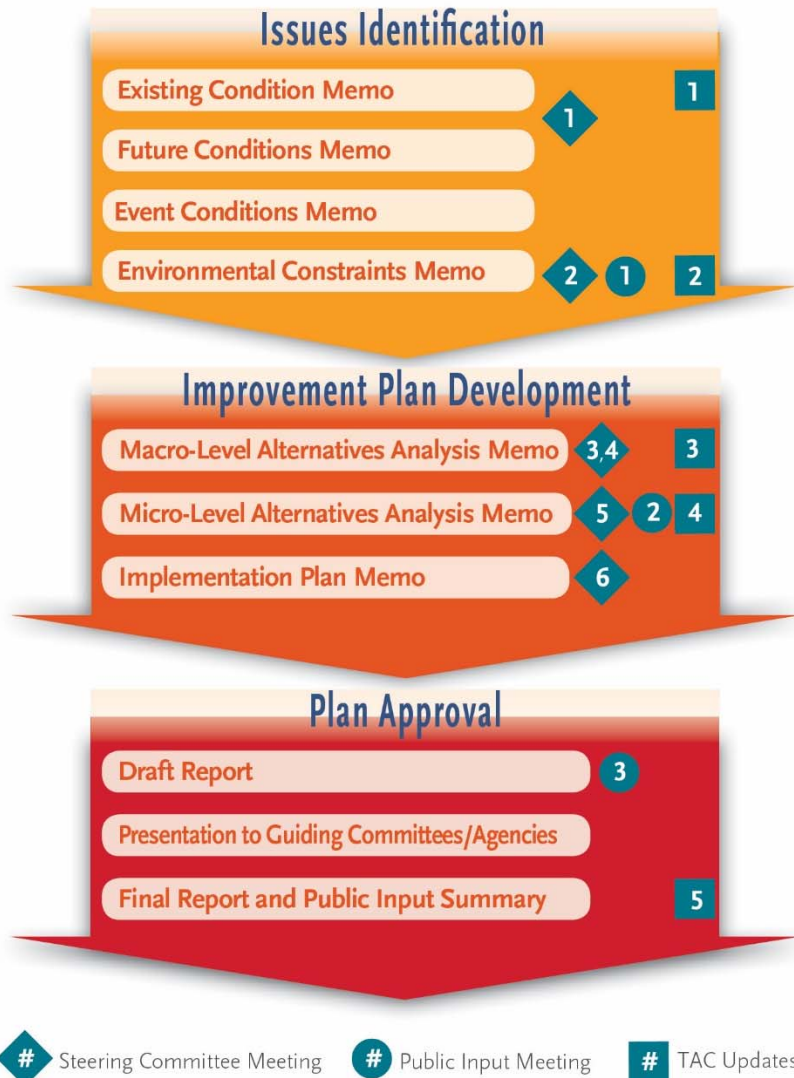 Issues Identification
Existing Condition Memo
1
1
Future Conditions Memo
Event Conditions Memo
Environmental Constraints Memo 2 1 2
Improvement Plan Development
Macro-Level Alternatives Analysis Memo 3,4 3
Micro-Level Alternatives Analysis Memo 5 2 4
Implementation Plan Memo 6
Plan Approval
Draft Report 3
Presentation to Guiding Committees/Agencies
Final Report and Public Input Summary 5
# Steering Committee Meeting # Public Input Meeting # TAC Updates